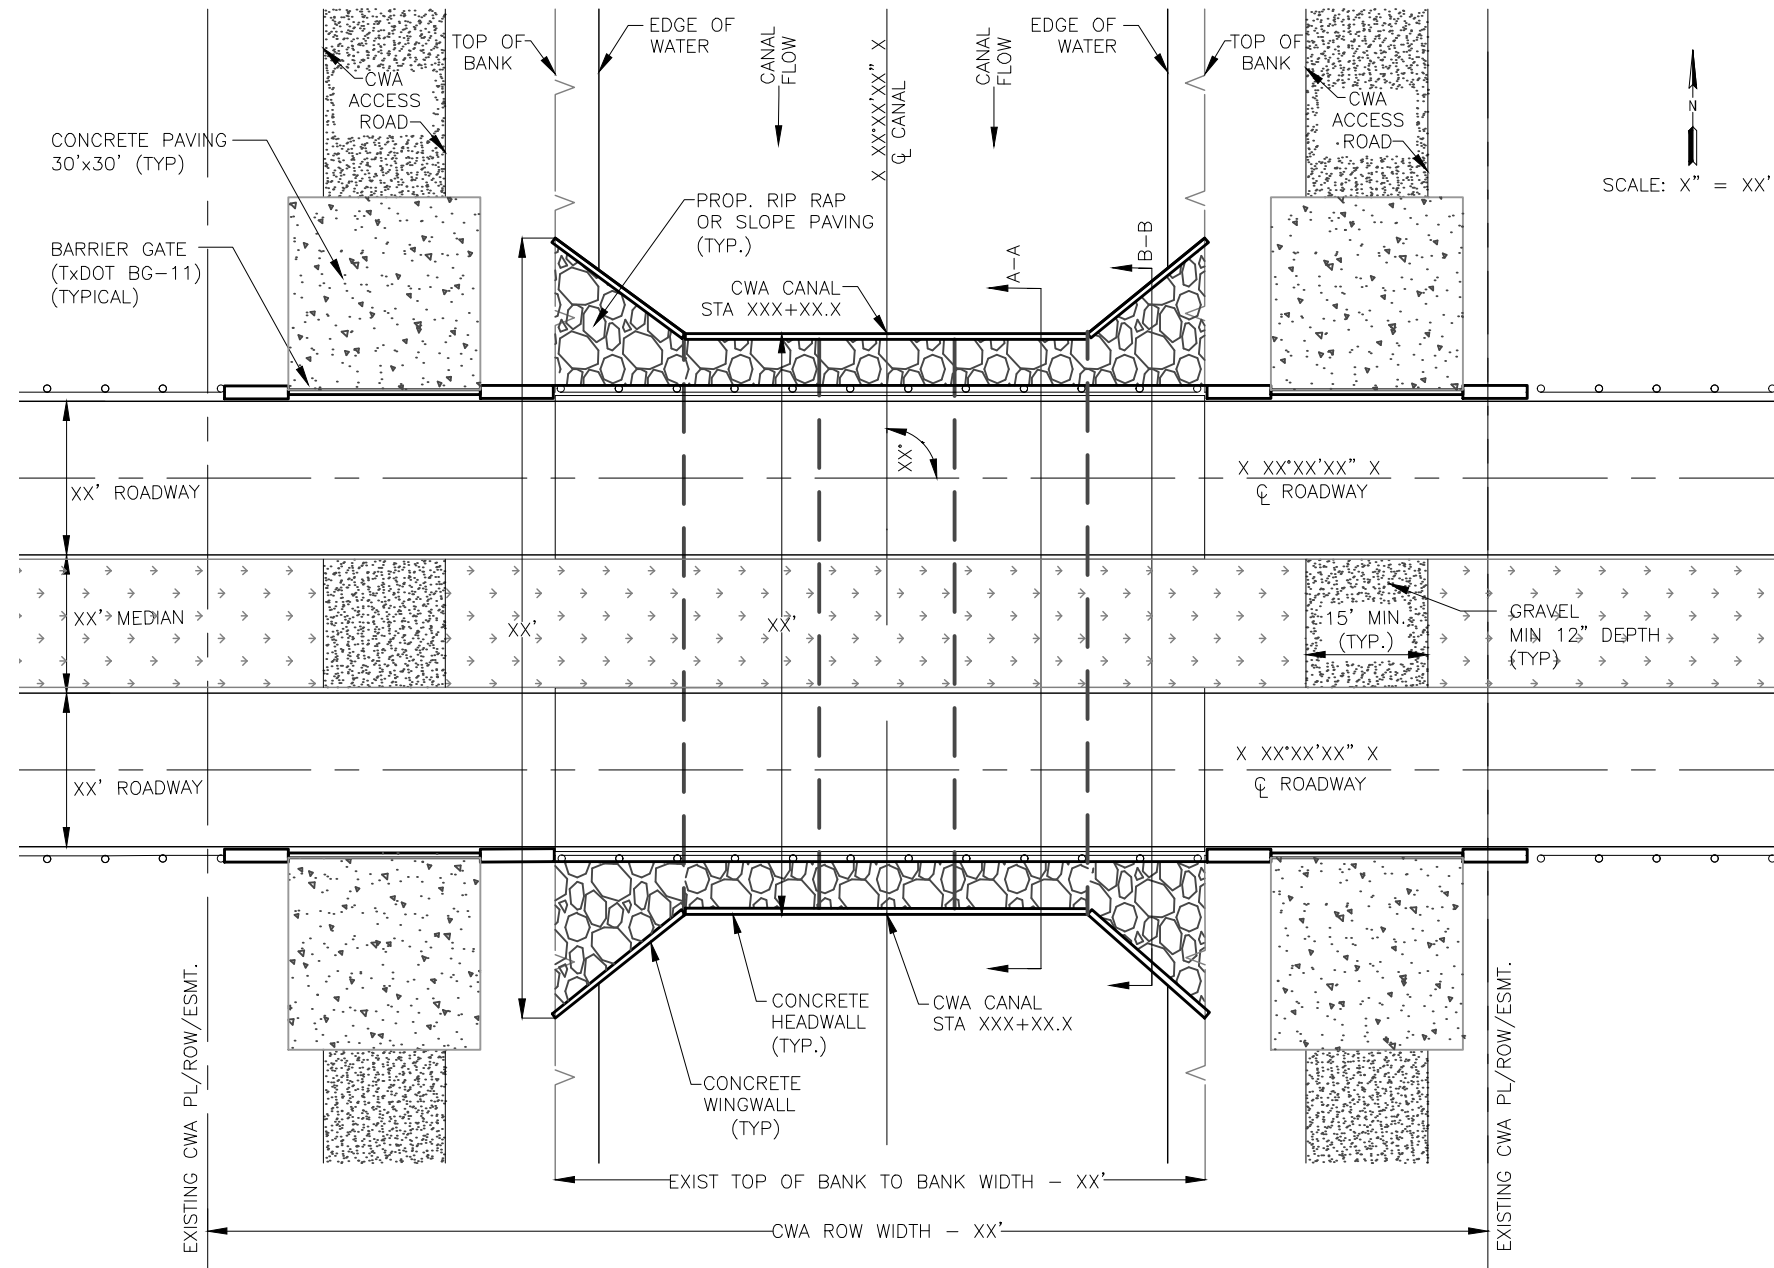 EDGE OF
WATER
TOP OF
BANK
CANAL
FLOW
X XX°XX'XX" X
℄ CANAL
CANAL
FLOW
EDGE OF
WATER
TOP OF
BANK
CWA
ACCESS
ROAD
CWA
ACCESS
ROAD
N
SCALE: X" = XX'
CONCRETE PAVING
30'x30' (TYP)
PROP. RIP RAP
OR SLOPE PAVING
(TYP.)
BARRIER GATE
(TxDOT BG-11)
(TYPICAL)
CWA CANAL
STA XXX+XX.X
A-A
B-B
XX°
X XX°XX'XX" X
℄ ROADWAY
XX' ROADWAY
XX' MEDIAN
XX'
XX'
15' MIN.
(TYP.)
GRAVEL
MIN 12" DEPTH
(TYP)
X XX°XX'XX" X
℄ ROADWAY
XX' ROADWAY
CONCRETE
HEADWALL
(TYP.)
CWA CANAL
STA XXX+XX.X
CONCRETE
WINGWALL
(TYP)
EXISTING CWA PL/ROW/ESMT.
EXISTING CWA PL/ROW/ESMT.
EXIST TOP OF BANK TO BANK WIDTH - XX'
CWA ROW WIDTH - XX'